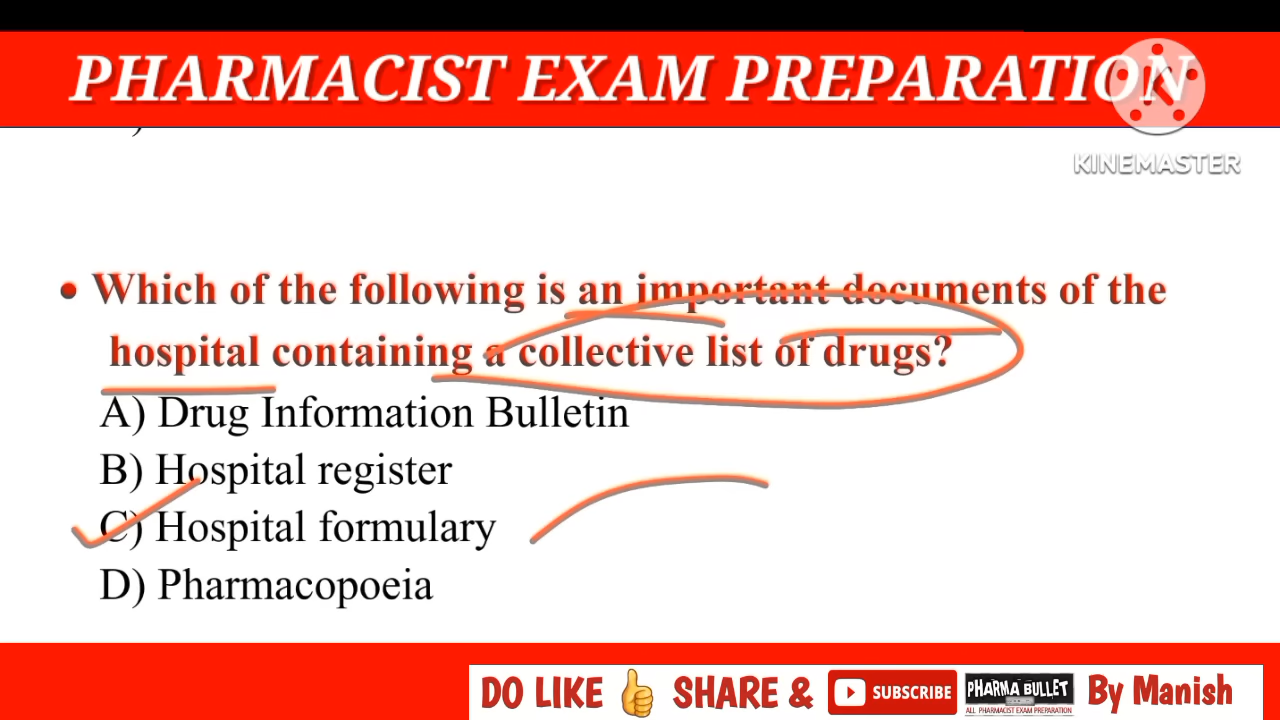 PHARMACIST EXAM PREPARATION
KINEMASTER
• Which of the following is an important documents of the
hospital containing a collective list of drugs?
A) Drug Information Bulletin
B) Hospital register
C) Hospital formulary
D) Pharmacopoeia
DO LIKE SHARE & SUBSCRIBE PHARMA BULLET By Manish
ALL PHARMACIST EXAM PREPARATION